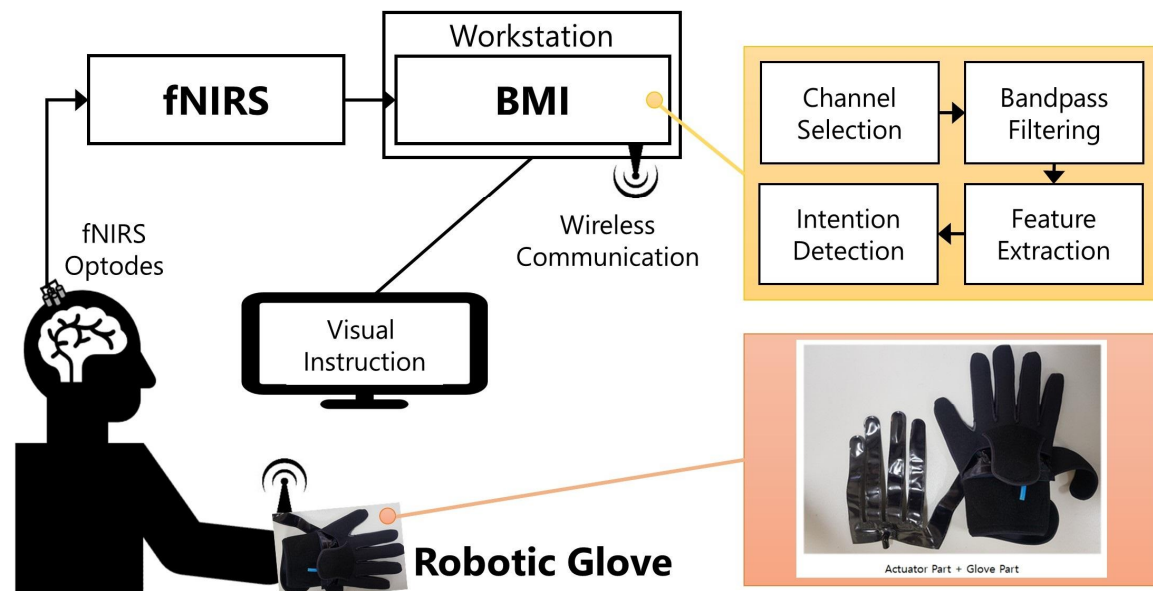 Workstation
fNIRS
BMI
Channel
Selection
Bandpass
Filtering
Intention
Detection
Feature
Extraction
fNIRS
Optodes
Wireless
Communication
Visual
Instruction
Robotic Glove
Actuator Part + Glove Part